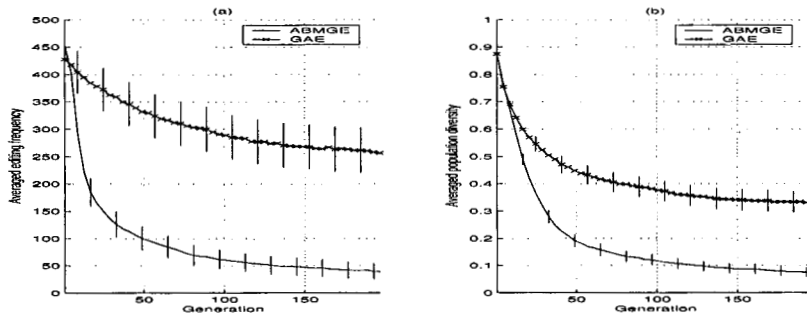 (a)
500
450
400
350
300
250
200
150
100
50
0
50
100
150
Averaged editing frequency
Generation
ABMGE
GAE
(b)
1
0.9
0.8
0.7
0.6
0.5
0.4
0.3
0.2
0.1
0
50
100
150
Averaged population diversity
Generation
ABMGE
GAE